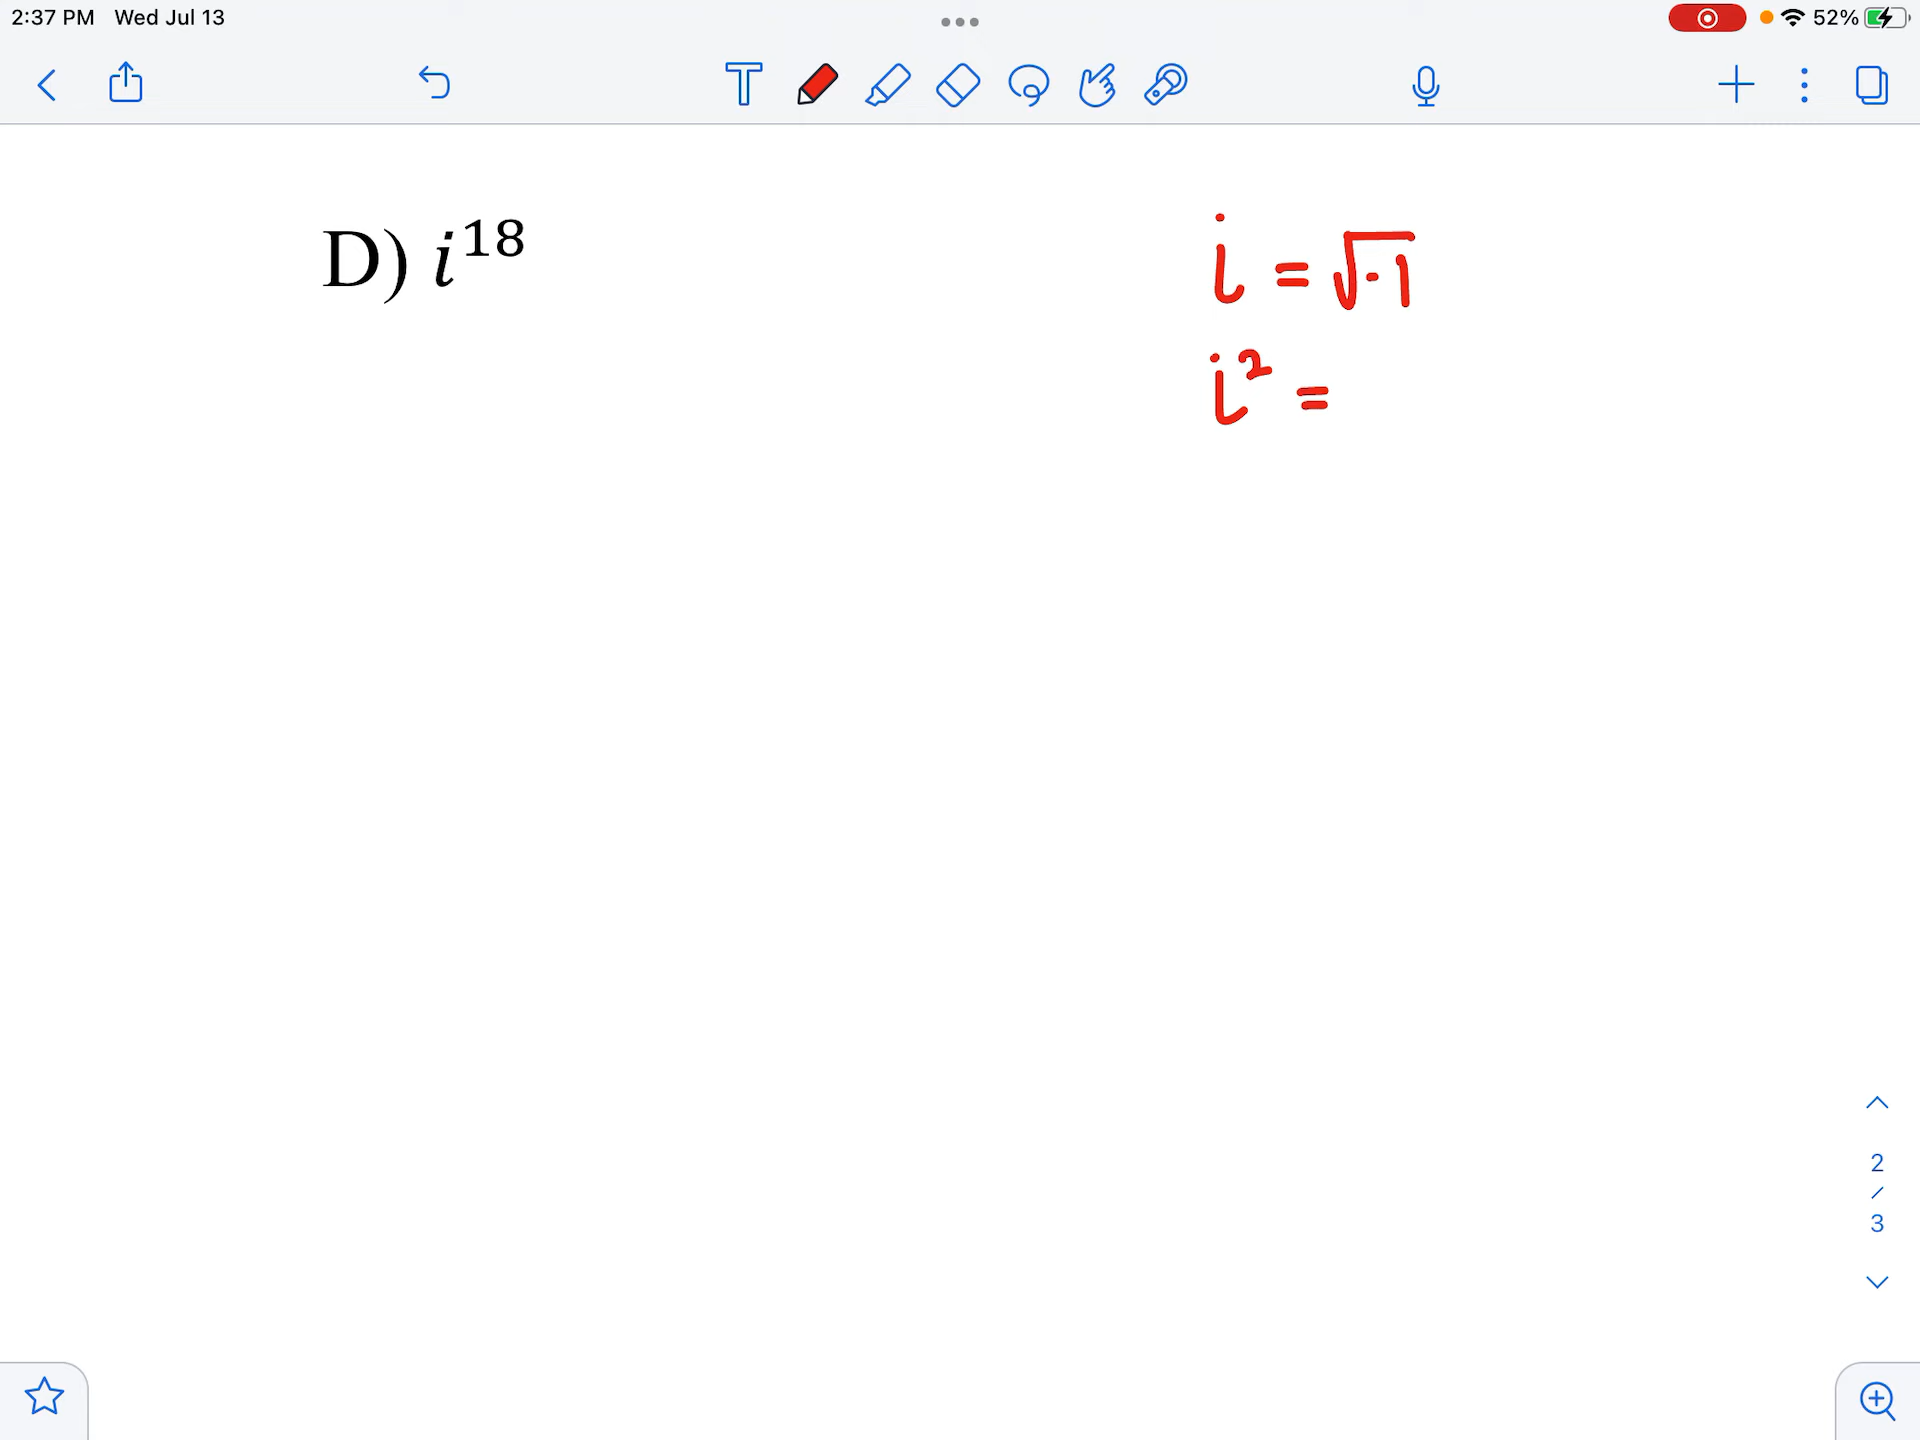 2:37 PM Wed Jul 13
52%
T
D) i¹⁸
i = √-1
i² =
2
/
3